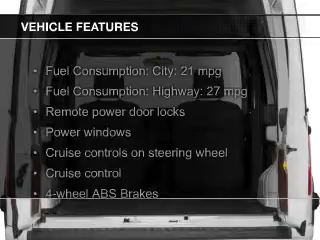 VEHICLE FEATURES
• Fuel Consumption: City: 21 mpg
• Fuel Consumption: Highway: 27 mpg
• Remote power door locks
• Power windows
• Cruise controls on steering wheel
• Cruise control
• 4-wheel ABS Brakes